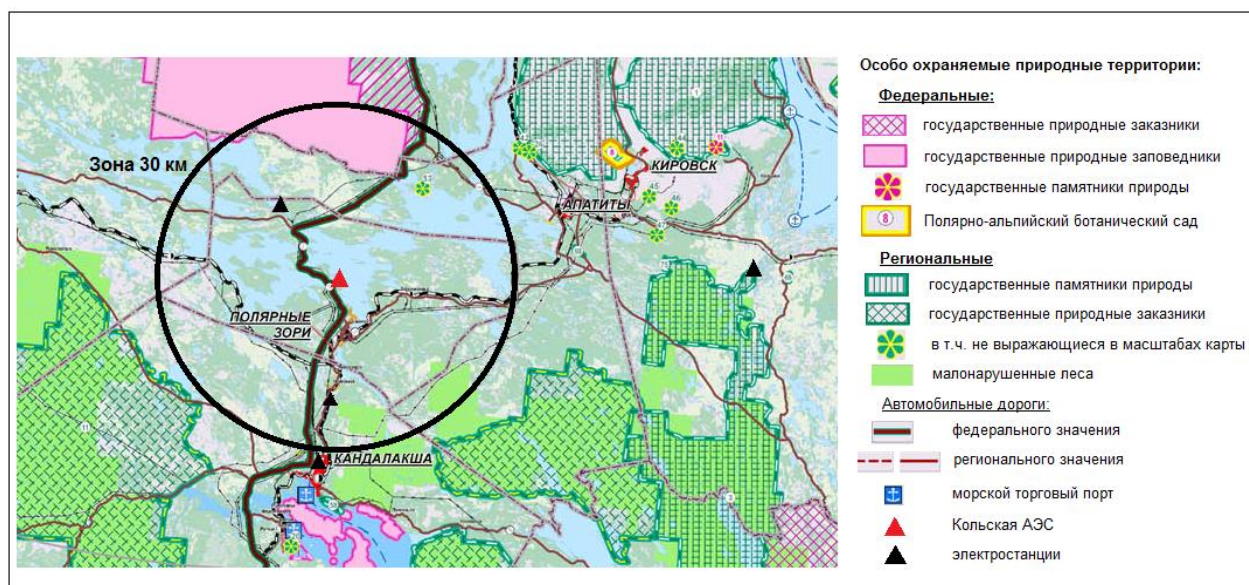 Зона 30 км
КИРОВСК
АПАТИТЫ
ПОЛЯРНЫЕ
ЗОРИ
КАНДАЛАКША
Особо охраняемые природные территории:
Федеральные:
государственные природные заказники
государственные природные заповедники
государственные памятники природы
8
Полярно-альпийский ботанический сад
Региональные
государственные памятники природы
государственные природные заказники
в т.ч. не выражающиеся в масштабах карты
малонарушенные леса
Автомобильные дороги:
федерального значения
регионального значения
морской торговый порт
Кольская АЭС
электростанции